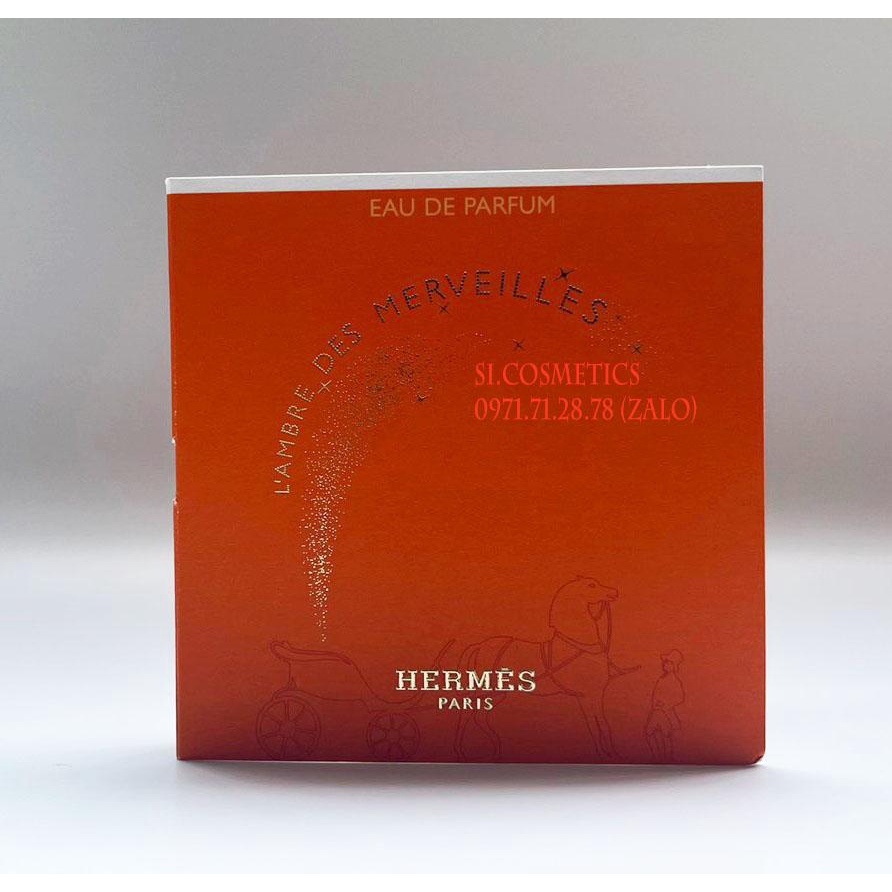 EAU DE PARFUM
L'AMBRE DES MERVEILLES
SI.COSMETICS
0971.71.28.78 (ZALO)
HERMÈS
PARIS